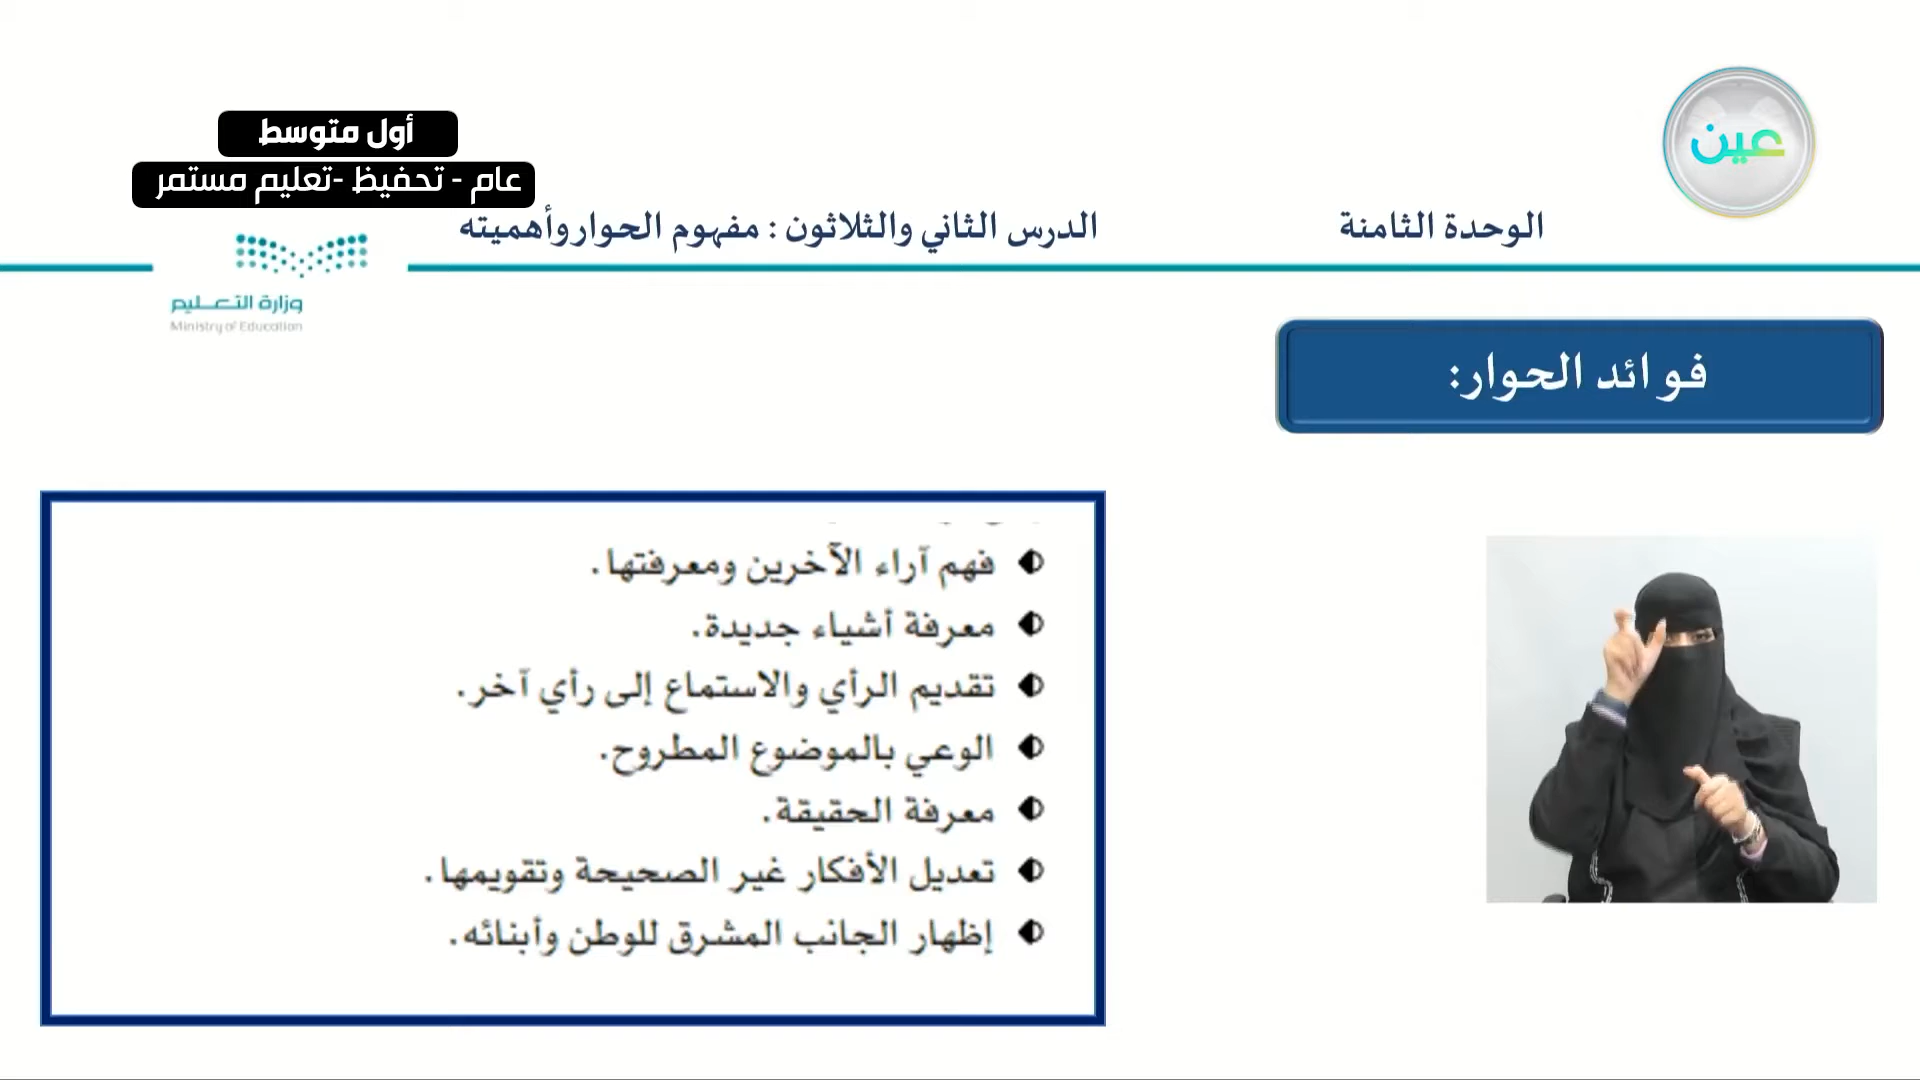 عين
أول متوسط
عام - تحفيظ -تعليم مستمر
الوحدة الثامنة
الدرس الثاني والثلاثون : مفهوم الحوار وأهميته
وزارة التعليم
Ministry of Education
فوائد الحوار:
فهم آراء الآخرين ومعرفتها.
معرفة أشياء جديدة.
تقديم الرأي والاستماع إلى رأي آخر.
الوعي بالموضوع المطروح.
معرفة الحقيقة.
تعديل الأفكار غير الصحيحة وتقويمها.
إظهار الجانب المشرق للوطن وأبنائه.